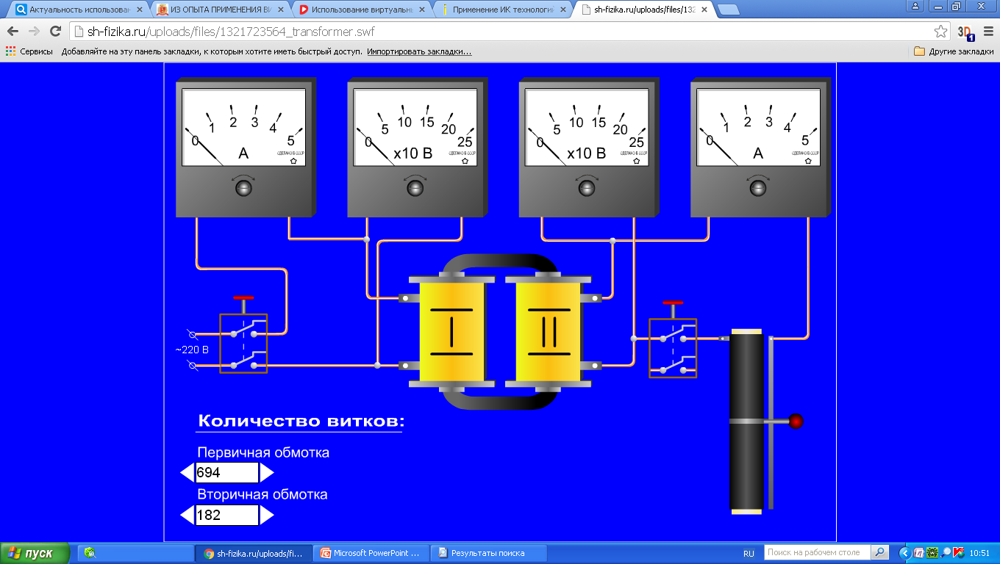 Актуальность использован
ИЗ ОПЫТА ПРИМЕНЕНИЯ ВИ
Использование виртуальн
Применение ИК технологий
sh-fizika.ru/uploads/files/132
sh-fizika.ru/uploads/files/1321723564_transformer.swf
3D 1
Сервисы Добавляйте на эту панель закладки, к которым хотите иметь быстрый доступ. Импортировать закладки... Другие закладки
0 1 2 3 4 5
А
СДЕЛАНО В СССР
0 5 10 15 20 25
х10 В
СДЕЛАНО В СССР
0 5 10 15 20 25
х10 В
СДЕЛАНО В СССР
0 1 2 3 4 5
А
СДЕЛАНО В СССР
I II
~220 В
Количество витков:
Первичная обмотка
694
Вторичная обмотка
182
пуск
sh-fizika.ru/uploads/fi...
Microsoft PowerPoint ...
Результаты поиска
RU
Поиск на рабочем столе
10:51